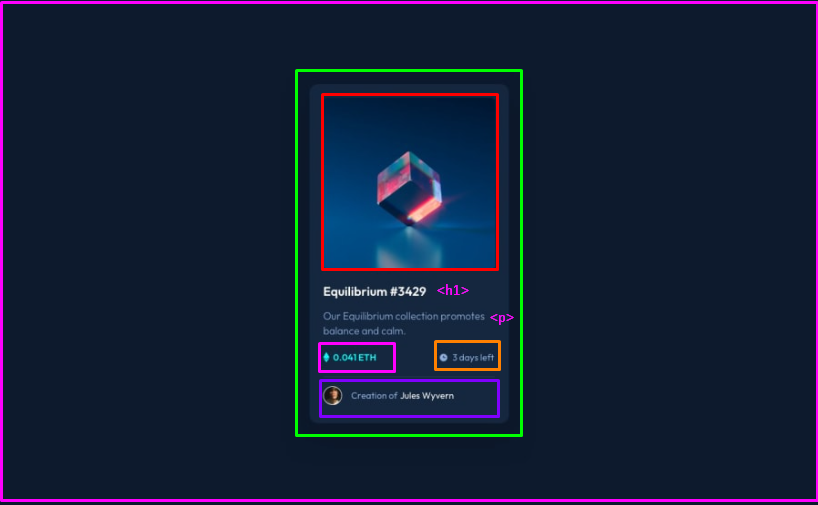 Equilibrium #3429 <h1>
Our Equilibrium collection promotes <p>
balance and calm.
0.041 ETH 3 days left
Creation of Jules Wyvern